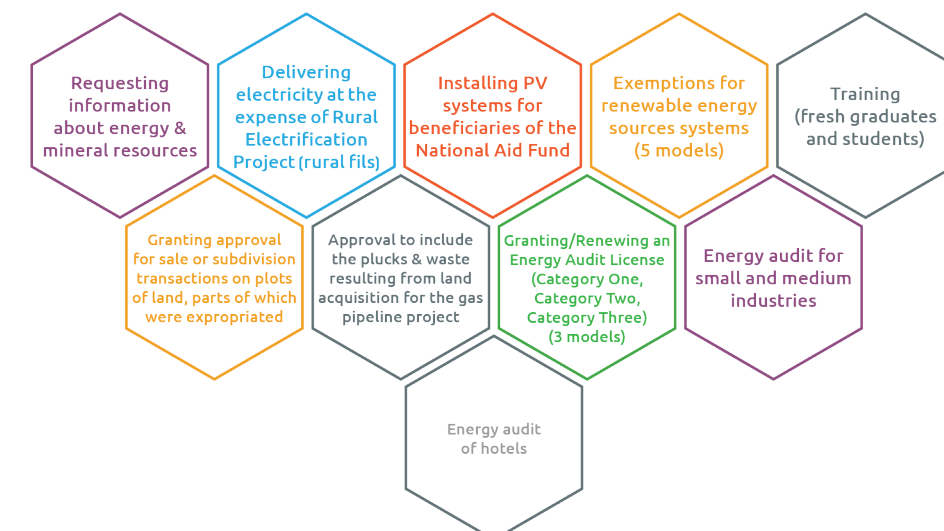 Requesting
information
about energy &
mineral resources
Delivering
electricity at the
expense of Rural
Electrification
Project (rural fils)
Installing PV
systems for
beneficiaries of the
National Aid Fund
Exemptions for
renewable energy
sources systems
(5 models)
Training
(fresh graduates
and students)
Granting approval
for sale or subdivision
transactions on plots
of land, parts of which
were expropriated
Approval to include
the plucks & waste
resulting from land
acquisition for the gas
pipeline project
Granting/Renewing an
Energy Audit License
(Category One,
Category Two,
Category Three)
(3 models)
Energy audit for
small and medium
industries
Energy audit
of hotels